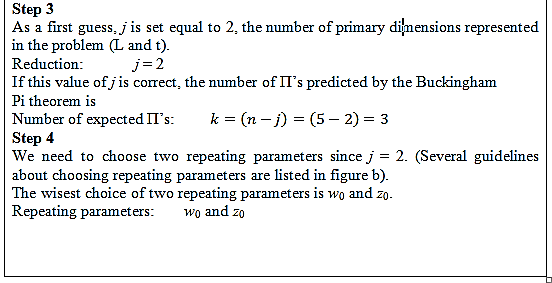 Step 3
As a first guess, j is set equal to 2, the number of primary dimensions represented
in the problem (L and t).
Reduction: j = 2
If this value of j is correct, the number of Π's predicted by the Buckingham
Pi theorem is
Number of expected Π's: k = (n − j) = (5 − 2) = 3
Step 4
We need to choose two repeating parameters since j = 2. (Several guidelines
about choosing repeating parameters are listed in figure b).
The wisest choice of two repeating parameters is w₀ and z₀.
Repeating parameters: w₀ and z₀